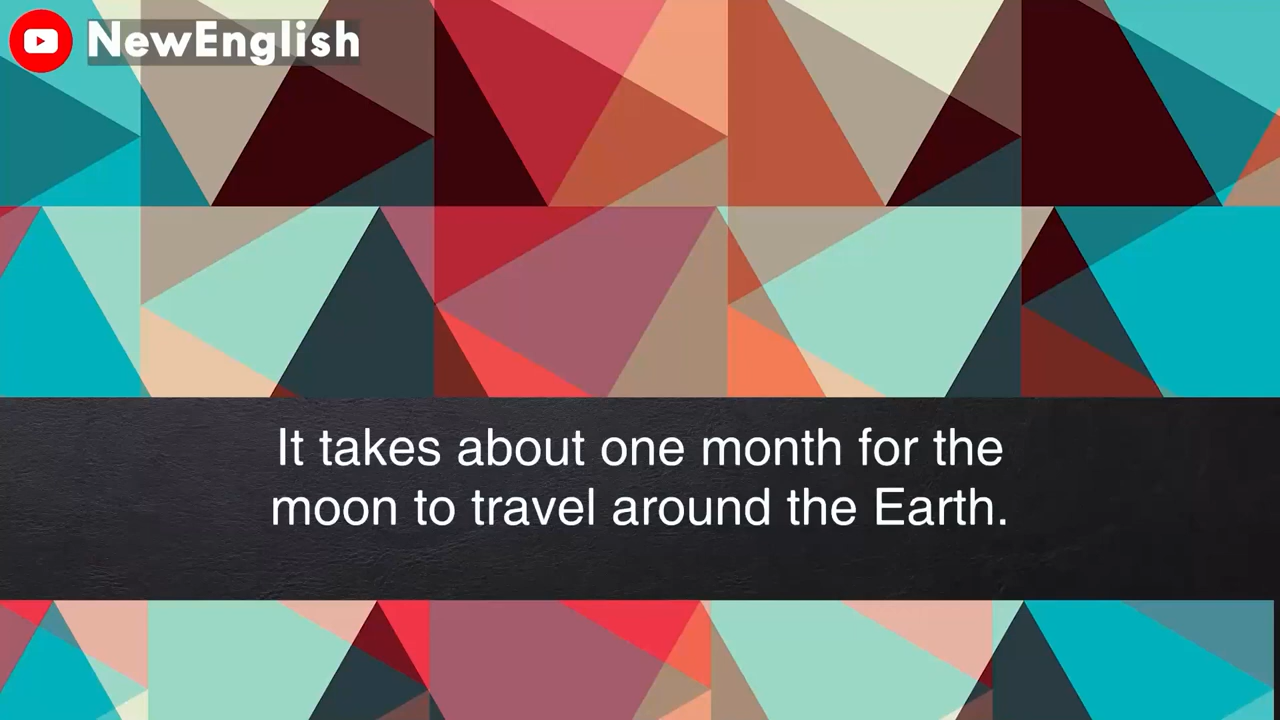 NewEnglish
It takes about one month for the
moon to travel around the Earth.